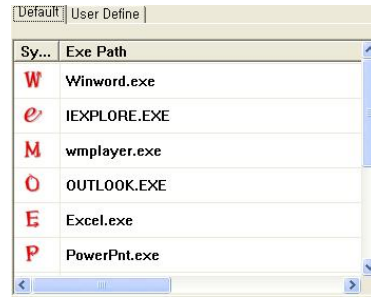 Default User Define
Sy... Exe Path
W Winword.exe
e IEXPLORE.EXE
M wmplayer.exe
O OUTLOOK.EXE
E Excel.exe
P PowerPnt.exe